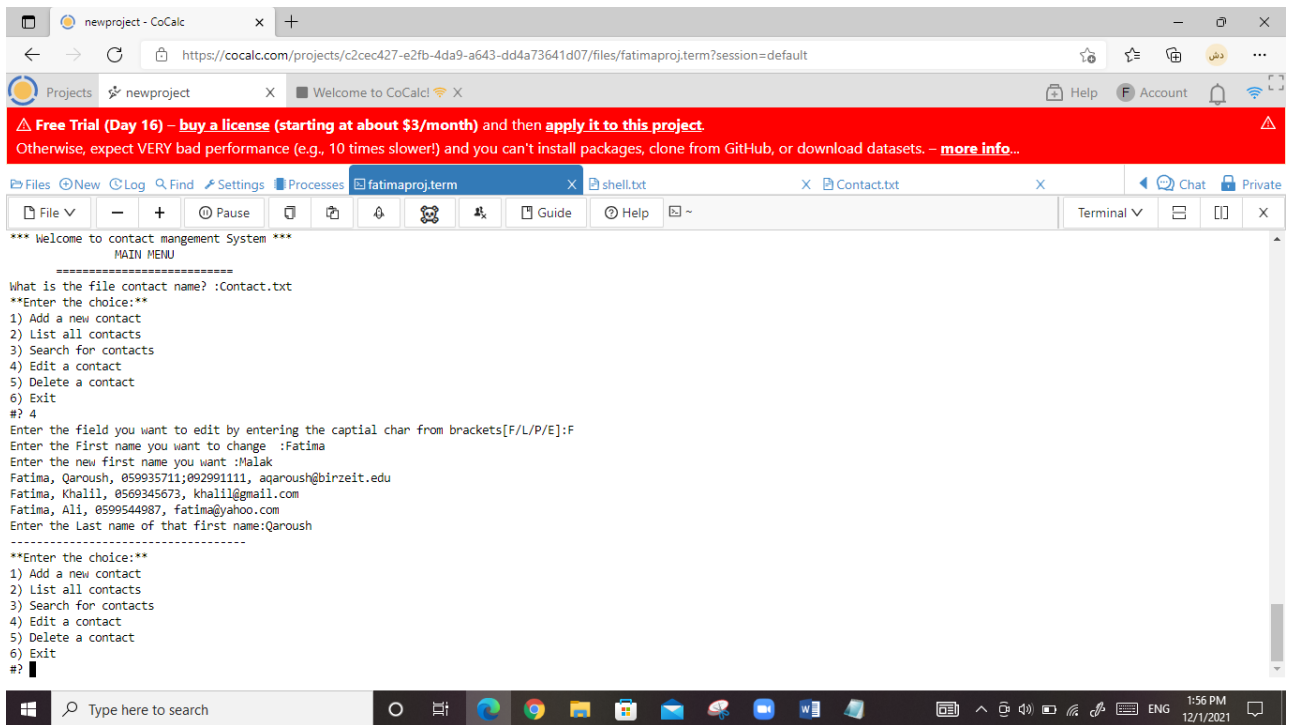 newproject - CoCalc
https://cocalc.com/projects/c2cec427-e2fb-4da9-a643-dd4a73641d07/files/fatimaproj.term?session=default
دش
Projects newproject X Welcome to CoCalc! X Help F Account
Free Trial (Day 16) – buy a license (starting at about $3/month) and then apply it to this project.
Otherwise, expect VERY bad performance (e.g., 10 times slower!) and you can't install packages, clone from GitHub, or download datasets. – more info...
Files New Log Find Settings Processes fatimaproj.term X shell.txt X Contact.txt X Chat Private
File Pause Guide Help ~ Terminal X
*** Welcome to contact mangement System ***
MAIN MENU
===========================
What is the file contact name? :Contact.txt
**Enter the choice:**
1) Add a new contact
2) List all contacts
3) Search for contacts
4) Edit a contact
5) Delete a contact
6) Exit
#? 4
Enter the field you want to edit by entering the captial char from brackets[F/L/P/E]:F
Enter the First name you want to change  :Fatima
Enter the new first name you want :Malak
Fatima, Qaroush, 059935711;092991111, aqaroush@birzeit.edu
Fatima, Khalil, 0569345673, khalil@gmail.com
Fatima, Ali, 0599544987, fatima@yahoo.com
Enter the Last name of that first name:Qaroush
------------------------------------
**Enter the choice:**
1) Add a new contact
2) List all contacts
3) Search for contacts
4) Edit a contact
5) Delete a contact
6) Exit
#?
Type here to search
ENG
1:56 PM
12/1/2021